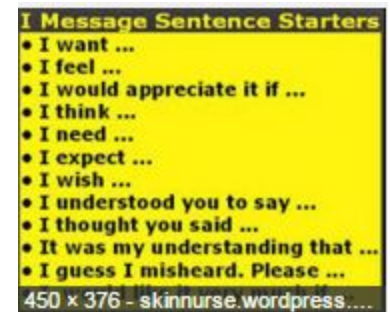 I Message Sentence Starters
• I want ...
• I feel ...
• I would appreciate it if ...
• I think ...
• I need ...
• I expect ...
• I wish ...
• I understood you to say ...
• I thought you said ...
• It was my understanding that ...
• I guess I misheard. Please ...
450 × 376 - skinnurse.wordpress....